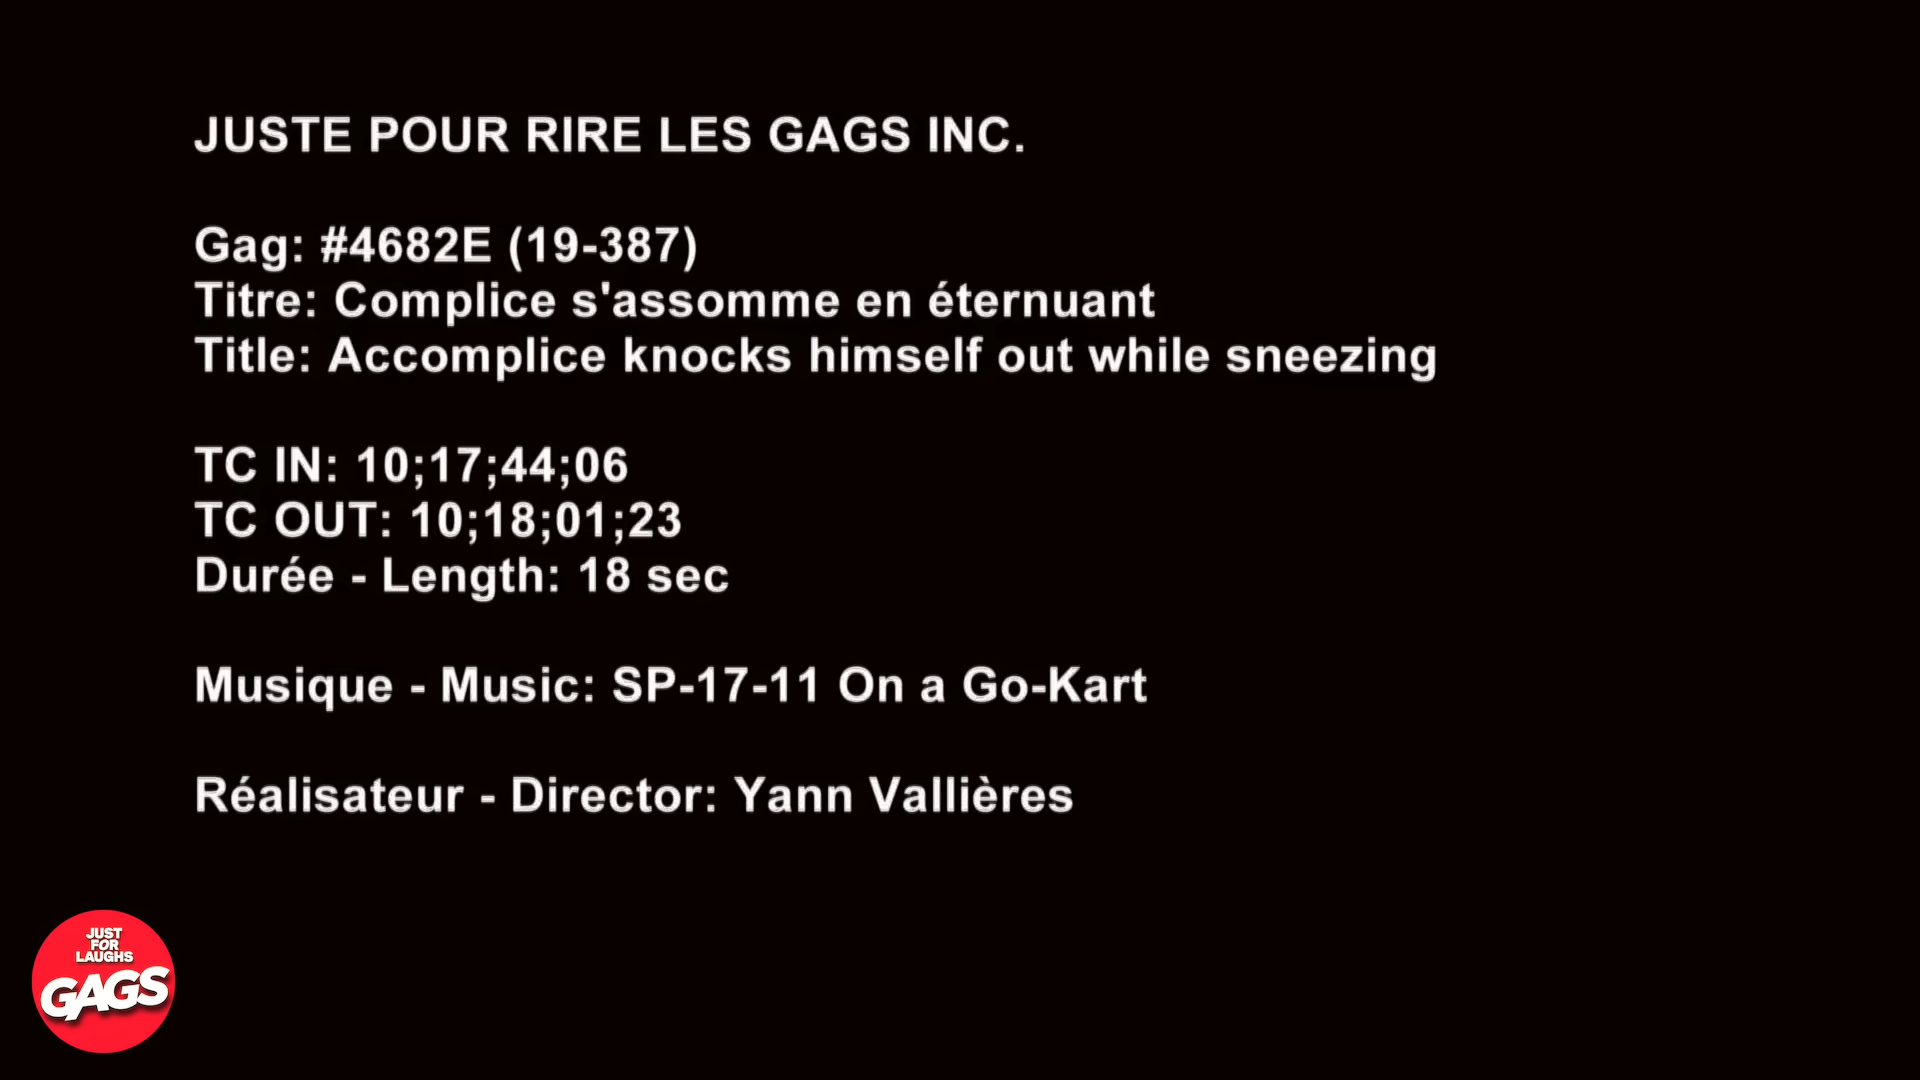 JUSTE POUR RIRE LES GAGS INC.
Gag: #4682E (19-387)
Titre: Complice s'assomme en éternuant
Title: Accomplice knocks himself out while sneezing
TC IN: 10;17;44;06
TC OUT: 10;18;01;23
Durée - Length: 18 sec
Musique - Music: SP-17-11 On a Go-Kart
Réalisateur - Director: Yann Vallières
JUST
FOR
LAUGHS
GAGS